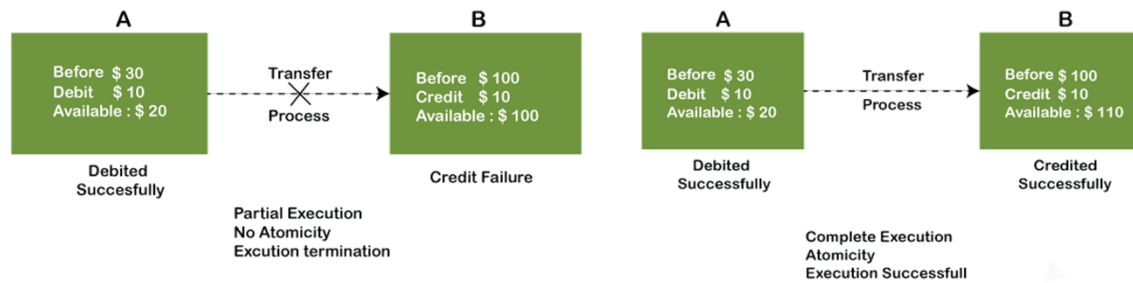 A
Before $ 30
Debit $ 10
Available : $ 20
Debited
Succesfully
Transfer
Process
B
Before $ 100
Credit $ 10
Available : $ 100
Credit Failure
Partial Execution
No Atomicity
Excution termination
A
Before $ 30
Debit $ 10
Available : $ 20
Debited
Successfully
Transfer
Process
B
Before $ 100
Credit $ 10
Available : $ 110
Credited
Successfully
Complete Execution
Atomicity
Execution Successfull